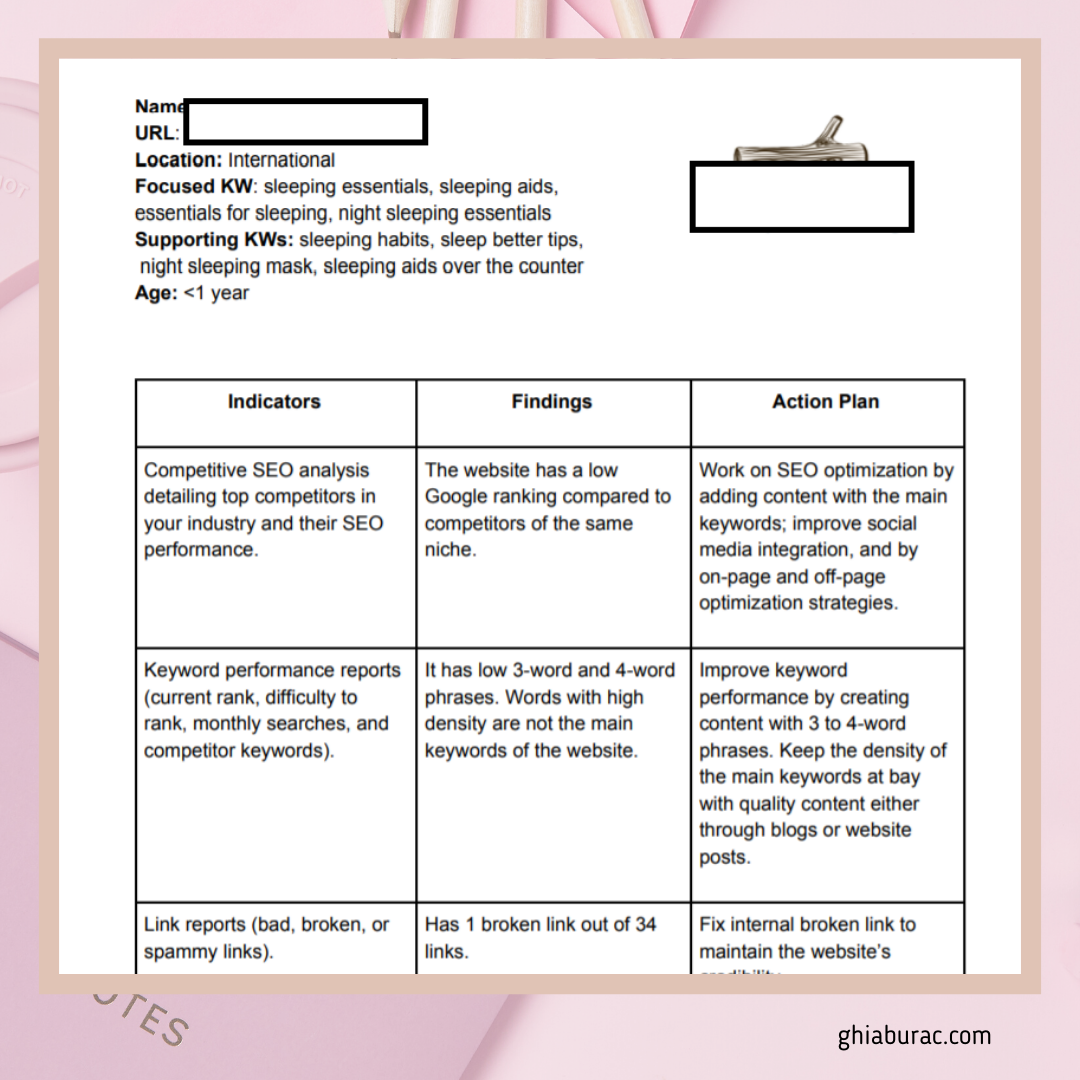 Name
URL:
Location: International
Focused KW: sleeping essentials, sleeping aids,
essentials for sleeping, night sleeping essentials
Supporting KWs: sleeping habits, sleep better tips,
night sleeping mask, sleeping aids over the counter
Age: <1 year
Indicators
Findings
Action Plan
Competitive SEO analysis
detailing top competitors in
your industry and their SEO
performance.
The website has a low
Google ranking compared to
competitors of the same
niche.
Work on SEO optimization by
adding content with the main
keywords; improve social
media integration, and by
on-page and off-page
optimization strategies.
Keyword performance reports
(current rank, difficulty to
rank, monthly searches, and
competitor keywords).
It has low 3-word and 4-word
phrases. Words with high
density are not the main
keywords of the website.
Improve keyword
performance by creating
content with 3 to 4-word
phrases. Keep the density of
the main keywords at bay
with quality content either
through blogs or website
posts.
Link reports (bad, broken, or
spammy links).
Has 1 broken link out of 34
links.
Fix internal broken link to
maintain the website's
ghiaburac.com